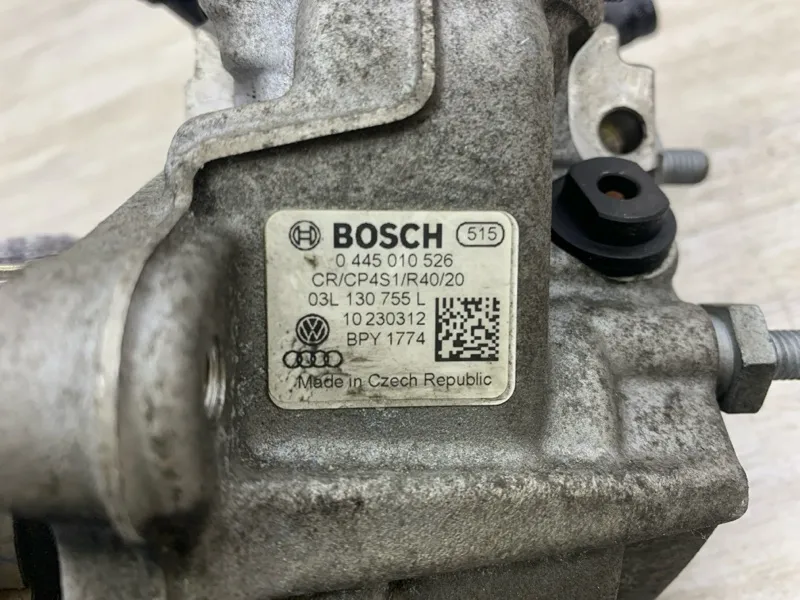 BOSCH 515
0 445 010 526
CR/CP4S1/R40/20
03L 130 755 L
10 230312
BPY 1774
Made in Czech Republic